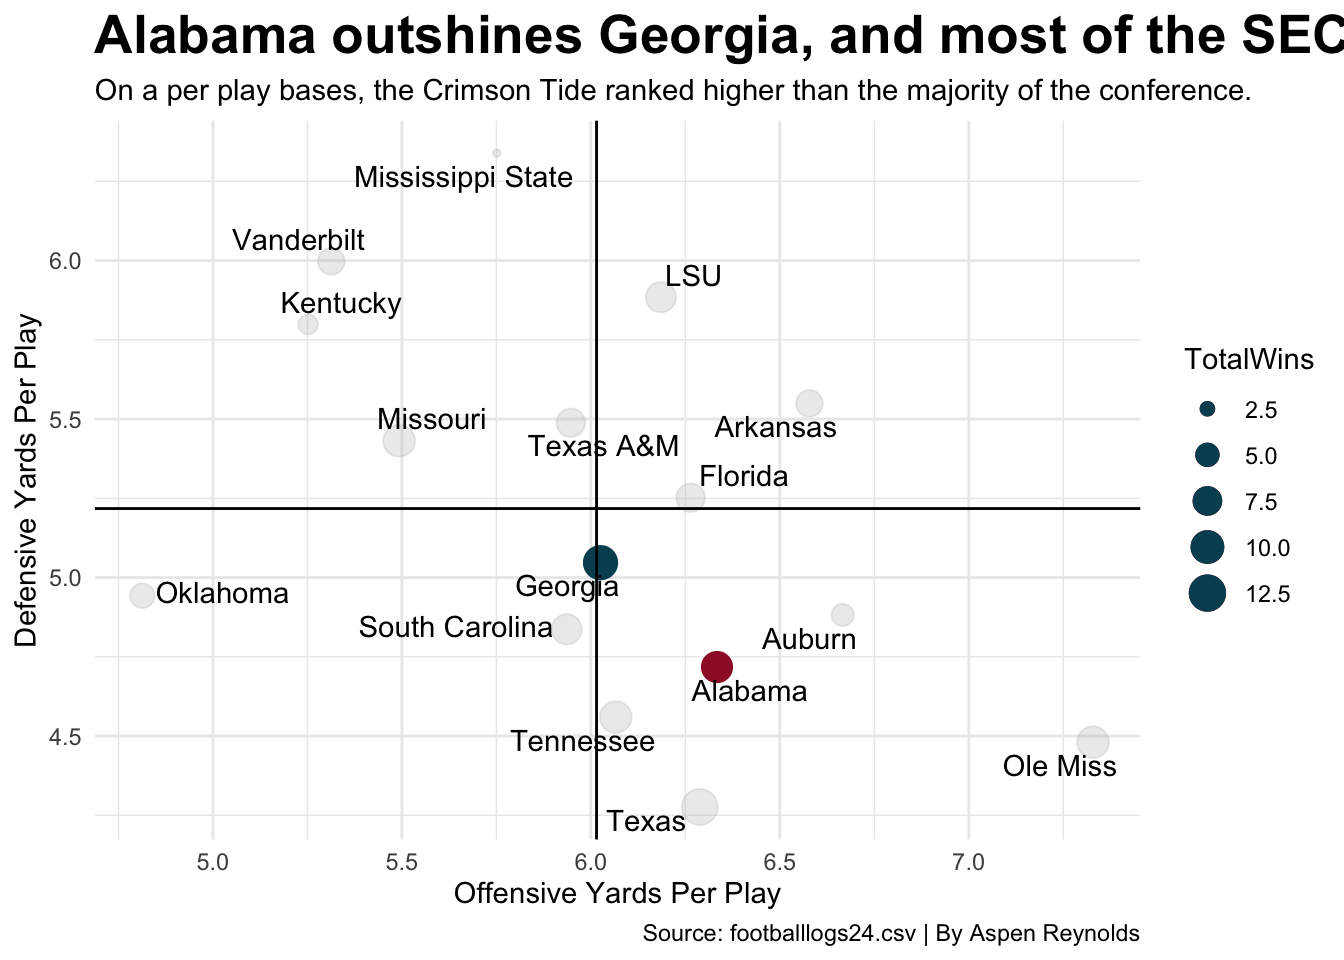 Alabama outshines Georgia, and most of the SEC
On a per play bases, the Crimson Tide ranked higher than the majority of the conference.
Mississippi State
Vanderbilt
6.0
LSU
Kentucky
TotalWins
2.5
5.5
Missouri
Arkansas
Texas A&M
5.0
Florida
7.5
Defensive Yards Per Play
10.0
5.0
Georgia
Oklahoma
12.5
South Carolina
Auburn
Alabama
4.5
Tennessee
Ole Miss
Texas
5.0 5.5 6.0 6.5 7.0
Offensive Yards Per Play
Source: footballlogs24.csv | By Aspen Reynolds